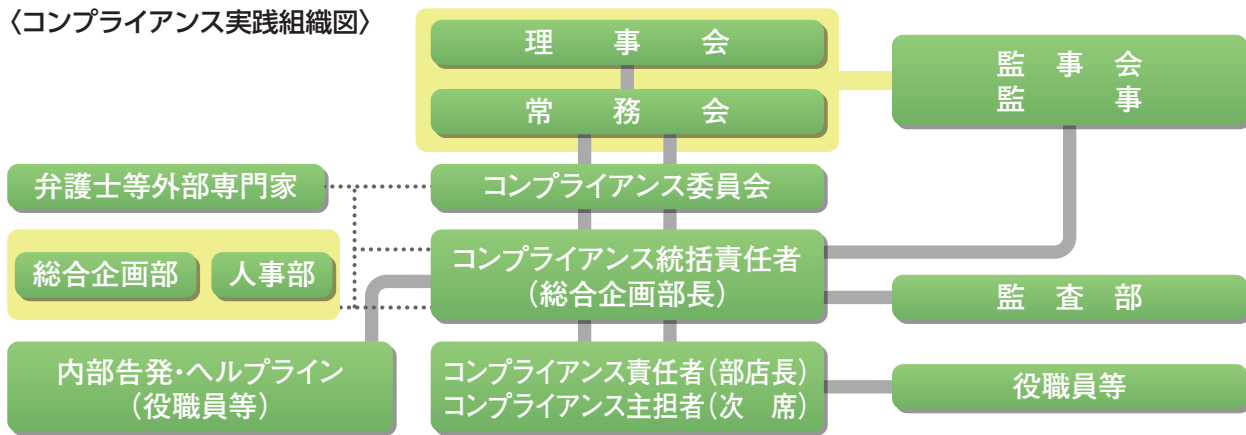 〈コンプライアンス実践組織図〉
理　事　会
常　務　会
監　事　会
監　　　事
弁護士等外部専門家
コンプライアンス委員会
総合企画部
人事部
コンプライアンス統括責任者
（総合企画部長）
監　査　部
内部告発・ヘルプライン
（役職員等）
コンプライアンス責任者（部店長）
コンプライアンス主担者（次　席）
役職員等